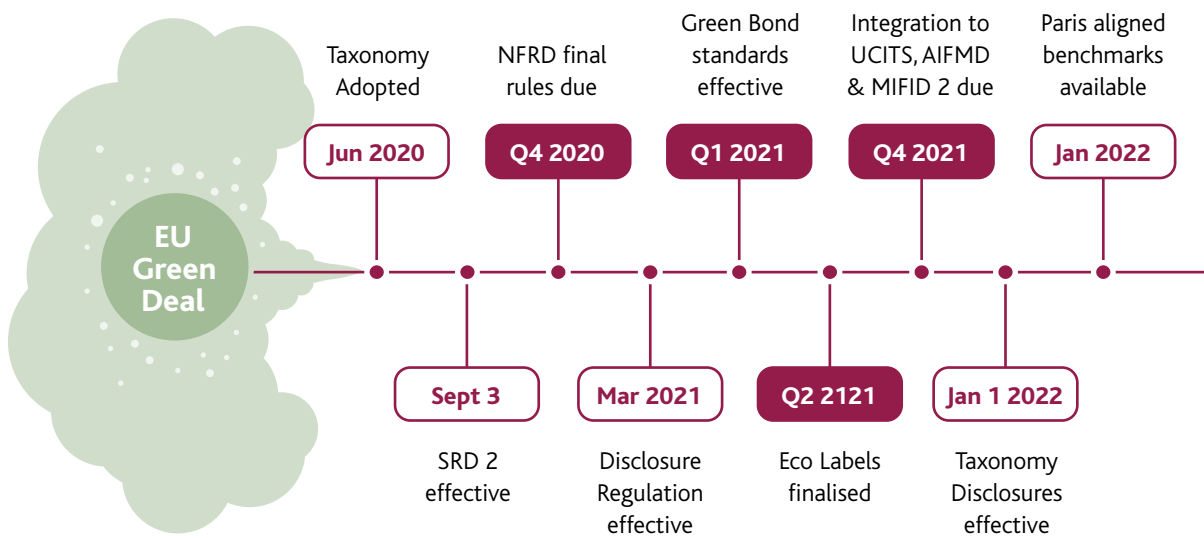 EU
Green
Deal
Taxonomy
Adopted
Jun 2020
Sept 3
SRD 2
effective
NFRD final
rules due
Q4 2020
Mar 2021
Disclosure
Regulation
effective
Green Bond
standards
effective
Q1 2021
Q2 2121
Eco Labels
finalised
Integration to
UCITS, AIFMD
& MIFID 2 due
Q4 2021
Jan 1 2022
Taxonomy
Disclosures
effective
Paris aligned
benchmarks
available
Jan 2022